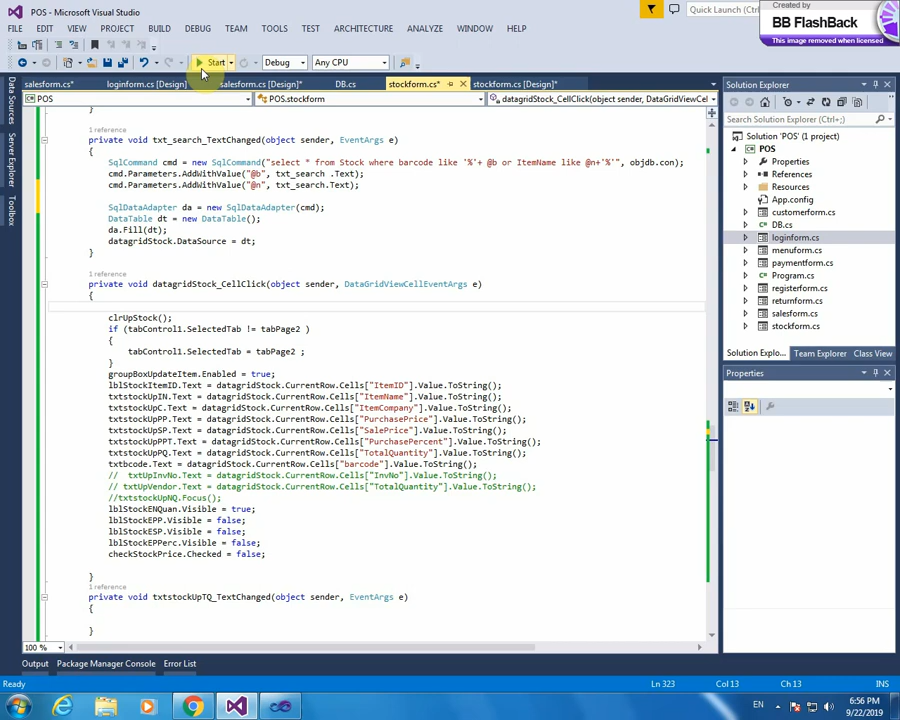 POS - Microsoft Visual Studio
Quick Launch (
Created by
BB FlashBack
This image removed when licensed
FILE EDIT VIEW PROJECT BUILD DEBUG TEAM TOOLS TEST ARCHITECTURE ANALYZE WINDOW HELP
Start Debug Any CPU
salesform.cs* loginform.cs [Design] salesform.cs [Design]* DB.cs stockform.cs* stockform.cs [Design]*
POS POS.stockform datagridStock_CellClick(object sender, DataGridViewCel
Data Sources
Server Explorer
Toolbox
}
1 reference
private void txt_search_TextChanged(object sender, EventArgs e)
{
SqlCommand cmd = new SqlCommand("select * from Stock where barcode like '%'+ @b or ItemName like @n+'%'", objdb.con);
cmd.Parameters.AddWithValue("@b", txt_search .Text);
cmd.Parameters.AddWithValue("@n", txt_search.Text);
SqlDataAdapter da = new SqlDataAdapter(cmd);
DataTable dt = new DataTable();
da.Fill(dt);
datagridStock.DataSource = dt;
}
1 reference
private void datagridStock_CellClick(object sender, DataGridViewCellEventArgs e)
{
clrUpStock();
if (tabControl1.SelectedTab != tabPage2 )
{
tabControl1.SelectedTab = tabPage2 ;
}
groupBoxUpdateItem.Enabled = true;
lblStockItemID.Text = datagridStock.CurrentRow.Cells["ItemID"].Value.ToString();
txtstockUpIN.Text = datagridStock.CurrentRow.Cells["ItemName"].Value.ToString();
txtstockUpC.Text = datagridStock.CurrentRow.Cells["ItemCompany"].Value.ToString();
txtstockUpPP.Text = datagridStock.CurrentRow.Cells["PurchasePrice"].Value.ToString();
txtstockUpSP.Text = datagridStock.CurrentRow.Cells["SalePrice"].Value.ToString();
txtstockUpPPT.Text = datagridStock.CurrentRow.Cells["PurchasePercent"].Value.ToString();
txtstockUpPQ.Text = datagridStock.CurrentRow.Cells["TotalQuantity"].Value.ToString();
txtbcode.Text = datagridStock.CurrentRow.Cells["barcode"].Value.ToString();
// txtUpInvNo.Text = datagridStock.CurrentRow.Cells["InvNo"].Value.ToString();
// txtUpVendor.Text = datagridStock.CurrentRow.Cells["TotalQuantity"].Value.ToString();
//txtstockUpNQ.Focus();
lblStockENQuan.Visible = true;
lblStockEPP.Visible = false;
lblStockESP.Visible = false;
lblStockEPPerc.Visible = false;
checkStockPrice.Checked = false;
}
1 reference
private void txtstockUpTQ_TextChanged(object sender, EventArgs e)
{
}
100 %
Solution Explorer
Search Solution Explorer (Ctrl+;)
Solution 'POS' (1 project)
POS
Properties
References
Resources
App.config
customerform.cs
DB.cs
loginform.cs
menuform.cs
paymentform.cs
Program.cs
registerform.cs
returnform.cs
salesform.cs
stockform.cs
Solution Explo... Team Explorer Class View
Properties
Output Package Manager Console Error List
Ready Ln 323 Col 13 Ch 13 INS
EN
6:56 PM
9/22/2019